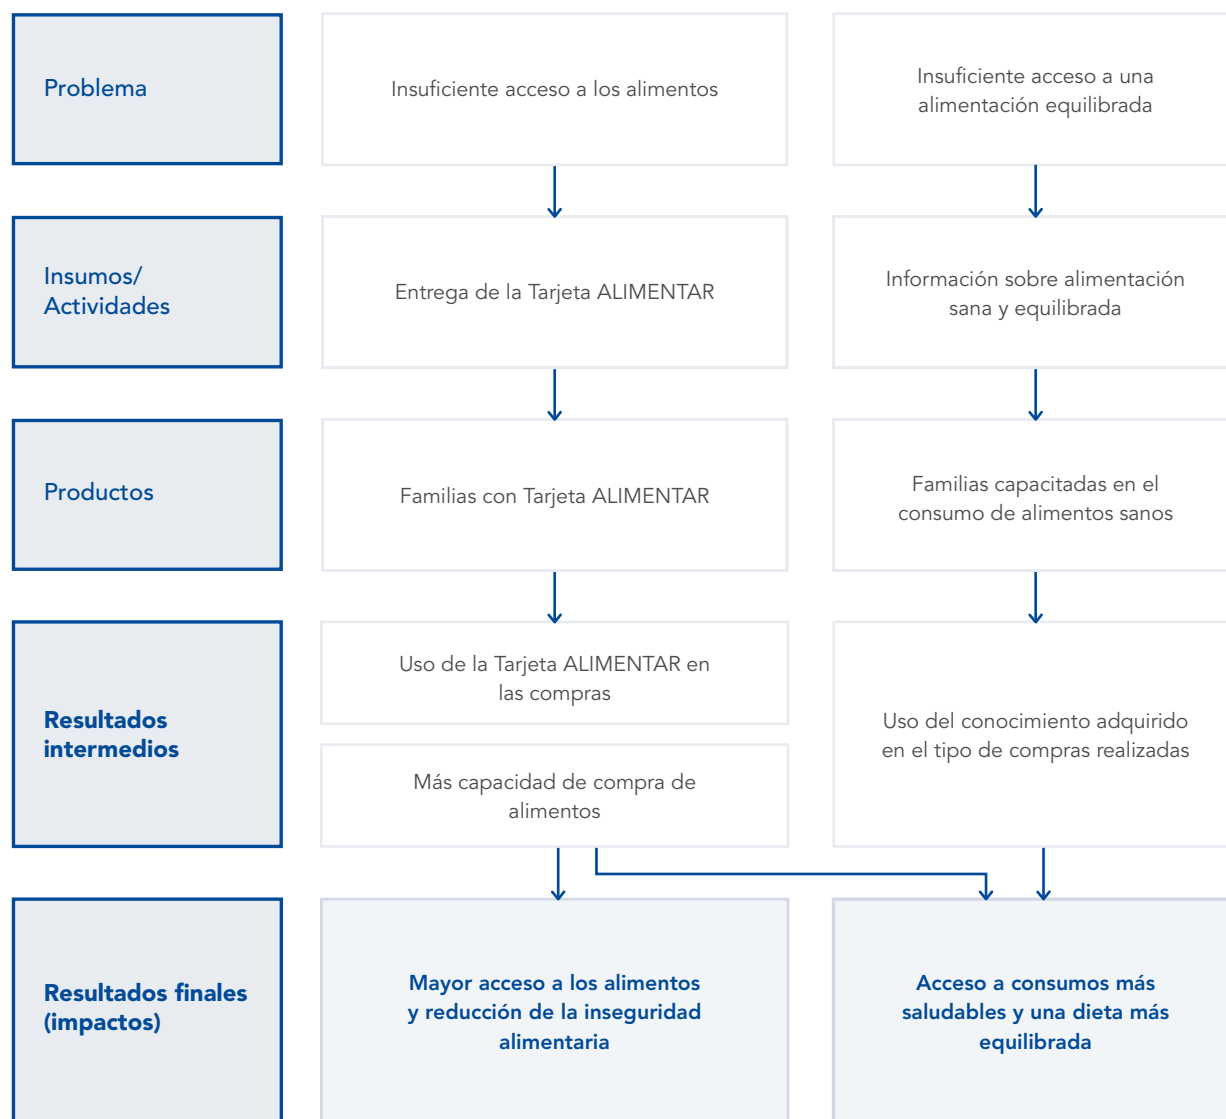 Problema
Insuficiente acceso a los alimentos
Insuficiente acceso a una
alimentación equilibrada
Insumos/
Actividades
Entrega de la Tarjeta ALIMENTAR
Información sobre alimentación
sana y equilibrada
Productos
Familias con Tarjeta ALIMENTAR
Familias capacitadas en el
consumo de alimentos sanos
Resultados
intermedios
Uso de la Tarjeta ALIMENTAR en
las compras
Más capacidad de compra de
alimentos
Uso del conocimiento adquirido
en el tipo de compras realizadas
Resultados finales
(impactos)
Mayor acceso a los alimentos
y reducción de la inseguridad
alimentaria
Acceso a consumos más
saludables y una dieta más
equilibrada